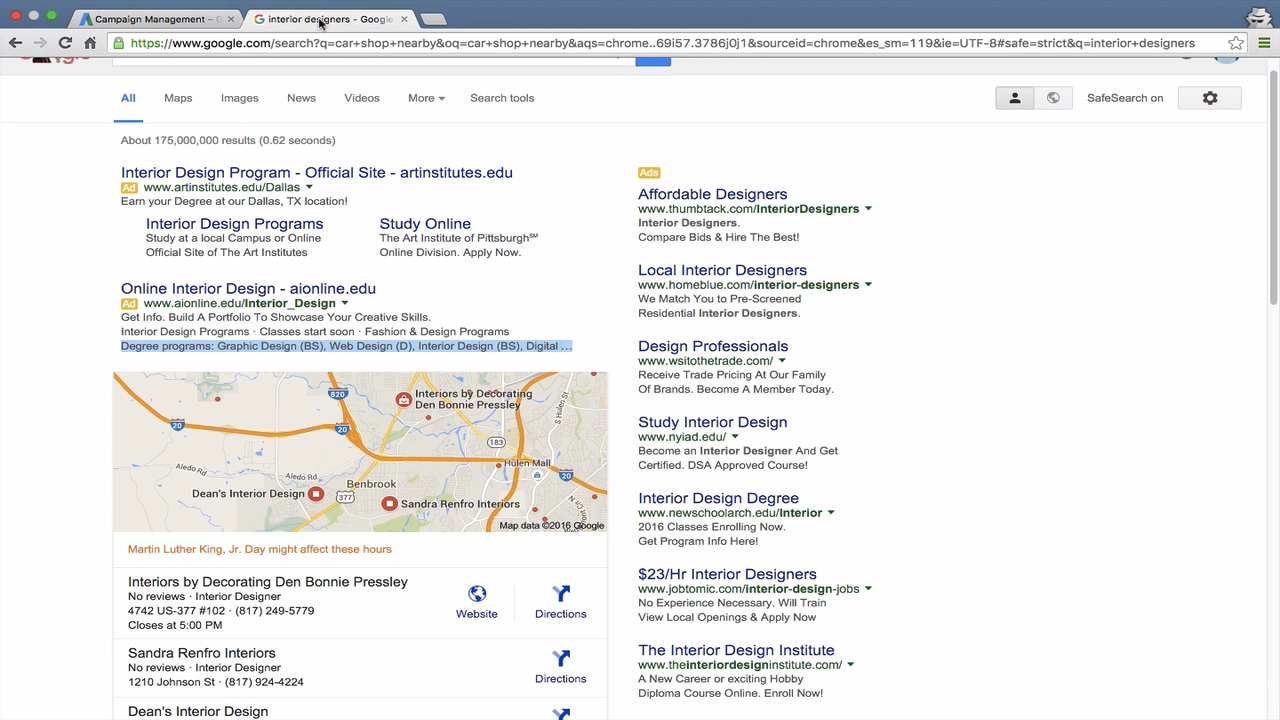 Campaign Management – G
interior designers - Google
https://www.google.com/search?q=car+shop+nearby&oq=car+shop+nearby&aqs=chrome..69i57.3786j0j1&sourceid=chrome&es_sm=119&ie=UTF-8#safe=strict&q=interior+designers
All Maps Images News Videos More Search tools
SafeSearch on
About 175,000,000 results (0.62 seconds)
Interior Design Program - Official Site - artinstitutes.edu
Ad www.artinstitutes.edu/Dallas
Earn your Degree at our Dallas, TX location!
Interior Design Programs
Study at a local Campus or Online
Official Site of The Art Institutes
Study Online
The Art Institute of Pittsburgh℠
Online Division. Apply Now.
Online Interior Design - aionline.edu
Ad www.aionline.edu/Interior_Design
Get Info. Build A Portfolio To Showcase Your Creative Skills.
Interior Design Programs · Classes start soon · Fashion & Design Programs
Degree programs: Graphic Design (BS), Web Design (D), Interior Design (BS), Digital ...
820
20
20
183
20
377
Interiors by Decorating
Den Bonnie Pressley
S Hulen St
Hulen Mall
Aledo Rd
Aledo Rd
Benbrook
Dean's Interior Design
Sandra Renfro Interiors
Map data ©2016 Google
Martin Luther King, Jr. Day might affect these hours
Interiors by Decorating Den Bonnie Pressley
No reviews · Interior Designer
4742 US-377 #102 · (817) 249-5779
Closes at 5:00 PM
Website
Directions
Sandra Renfro Interiors
No reviews · Interior Designer
1210 Johnson St · (817) 924-4224
Directions
Dean's Interior Design
Ads
Affordable Designers
www.thumbtack.com/InteriorDesigners
Interior Designers.
Compare Bids & Hire The Best!
Local Interior Designers
www.homeblue.com/interior-designers
We Match You to Pre-Screened
Residential Interior Designers.
Design Professionals
www.wsitothetrade.com/
Receive Trade Pricing At Our Family
Of Brands. Become A Member Today.
Study Interior Design
www.nyiad.edu/
Become an Interior Designer And Get
Certified. DSA Approved Course!
Interior Design Degree
www.newschoolarch.edu/Interior
2016 Classes Enrolling Now.
Get Program Info Here!
$23/Hr Interior Designers
www.jobtomic.com/interior-design-jobs
No Experience Necessary. Will Train
View Local Openings & Apply Now
The Interior Design Institute
www.theinteriordesigninstitute.com/
A New Career or exciting Hobby
Diploma Course Online. Enroll Now!